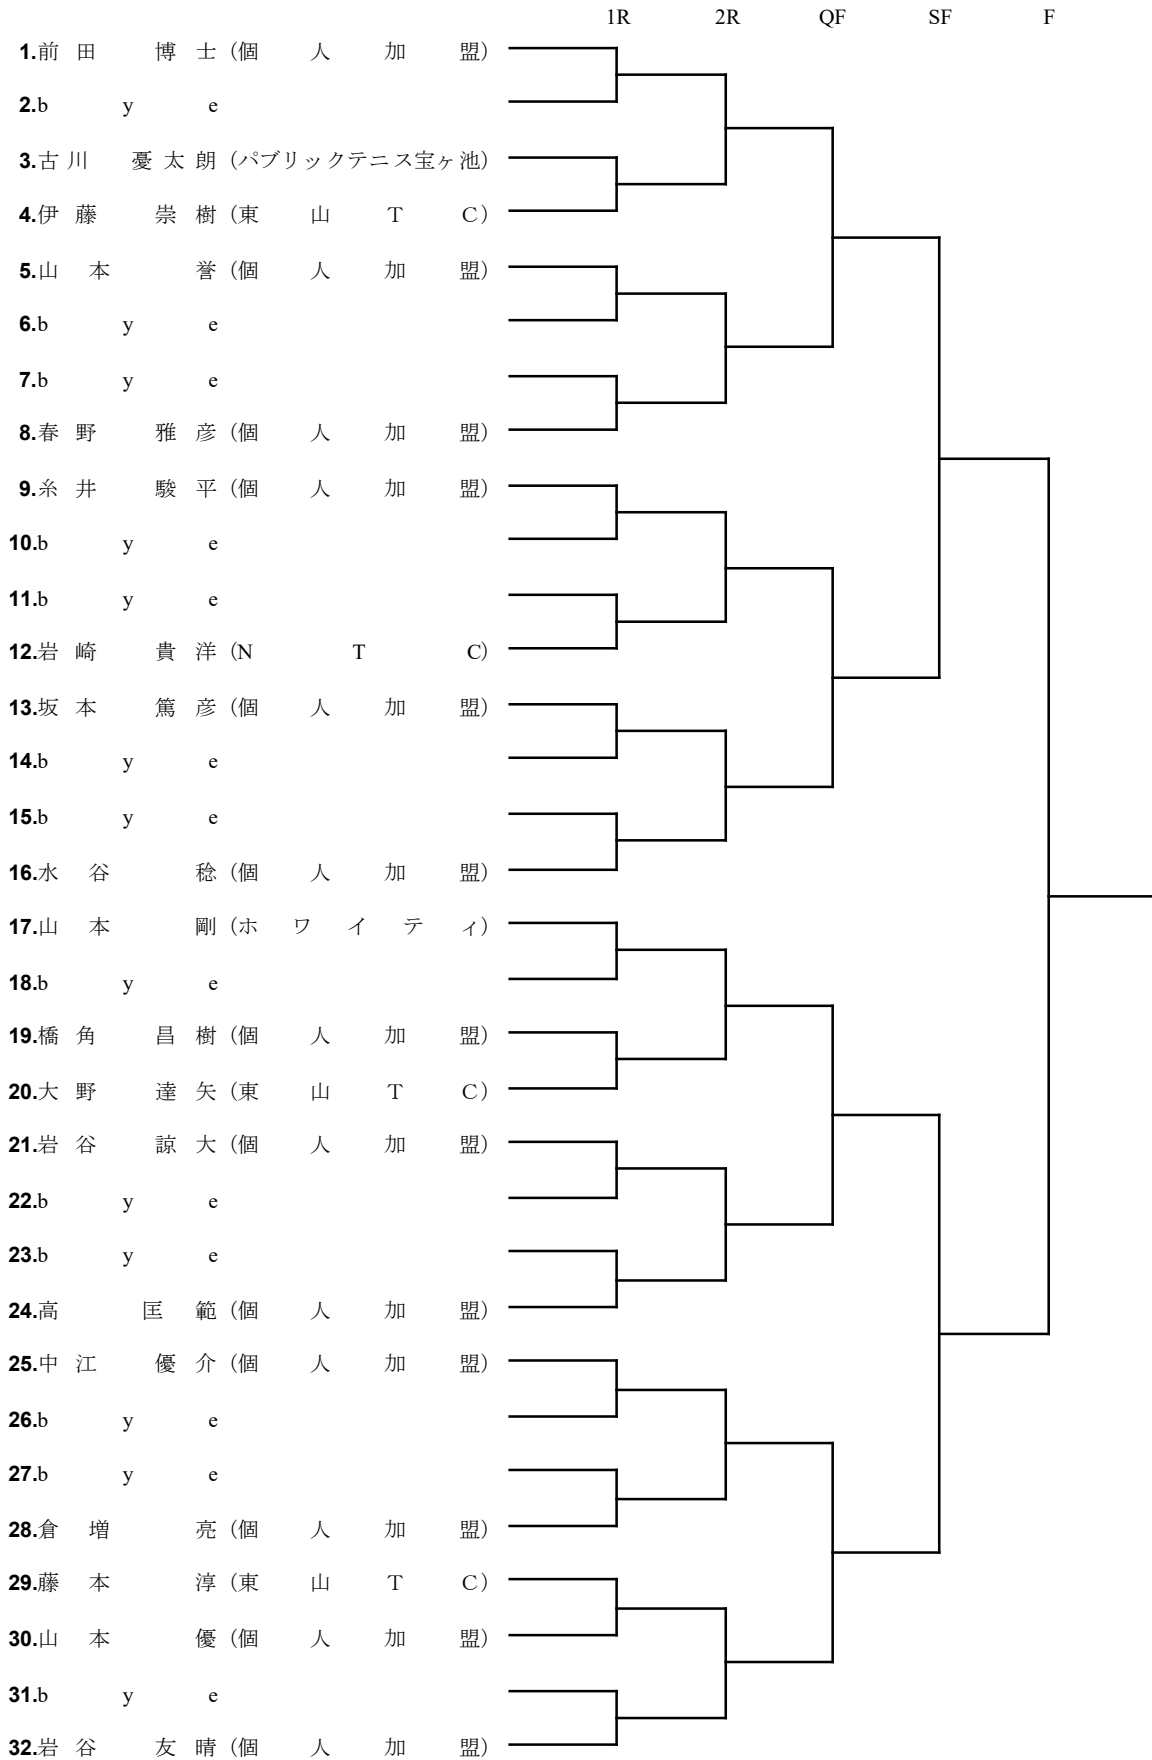 1R 2R QF SF F
1.前田 博士(個人加盟)
2.bye
3.古川 憂太朗(パブリックテニス宝ヶ池)
4.伊藤 崇樹(東山TC)
5.山本 誉(個人加盟)
6.bye
7.bye
8.春野 雅彦(個人加盟)
9.糸井 駿平(個人加盟)
10.bye
11.bye
12.岩崎 貴洋(NTC)
13.坂本 篤彦(個人加盟)
14.bye
15.bye
16.水谷 稔(個人加盟)
17.山本 剛(ホワイティ)
18.bye
19.橋角 昌樹(個人加盟)
20.大野 達矢(東山TC)
21.岩谷 諒大(個人加盟)
22.bye
23.bye
24.高 匡範(個人加盟)
25.中江 優介(個人加盟)
26.bye
27.bye
28.倉増 亮(個人加盟)
29.藤本 淳(東山TC)
30.山本 優(個人加盟)
31.bye
32.岩谷 友晴(個人加盟)